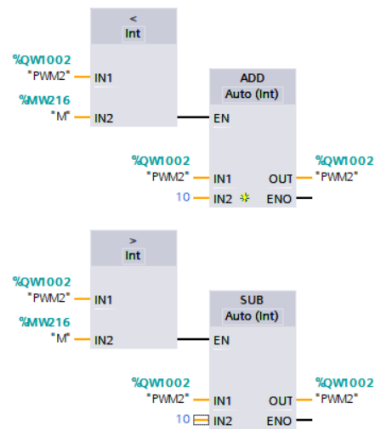 <
Int
%QW1002
"PWM2"
IN1
%MW216
"M"
IN2
ADD
Auto (Int)
EN
%QW1002
"PWM2"
IN1
10
IN2
OUT
%QW1002
"PWM2"
ENO
>
Int
%QW1002
"PWM2"
IN1
%MW216
"M"
IN2
SUB
Auto (Int)
EN
%QW1002
"PWM2"
IN1
10
IN2
OUT
%QW1002
"PWM2"
ENO